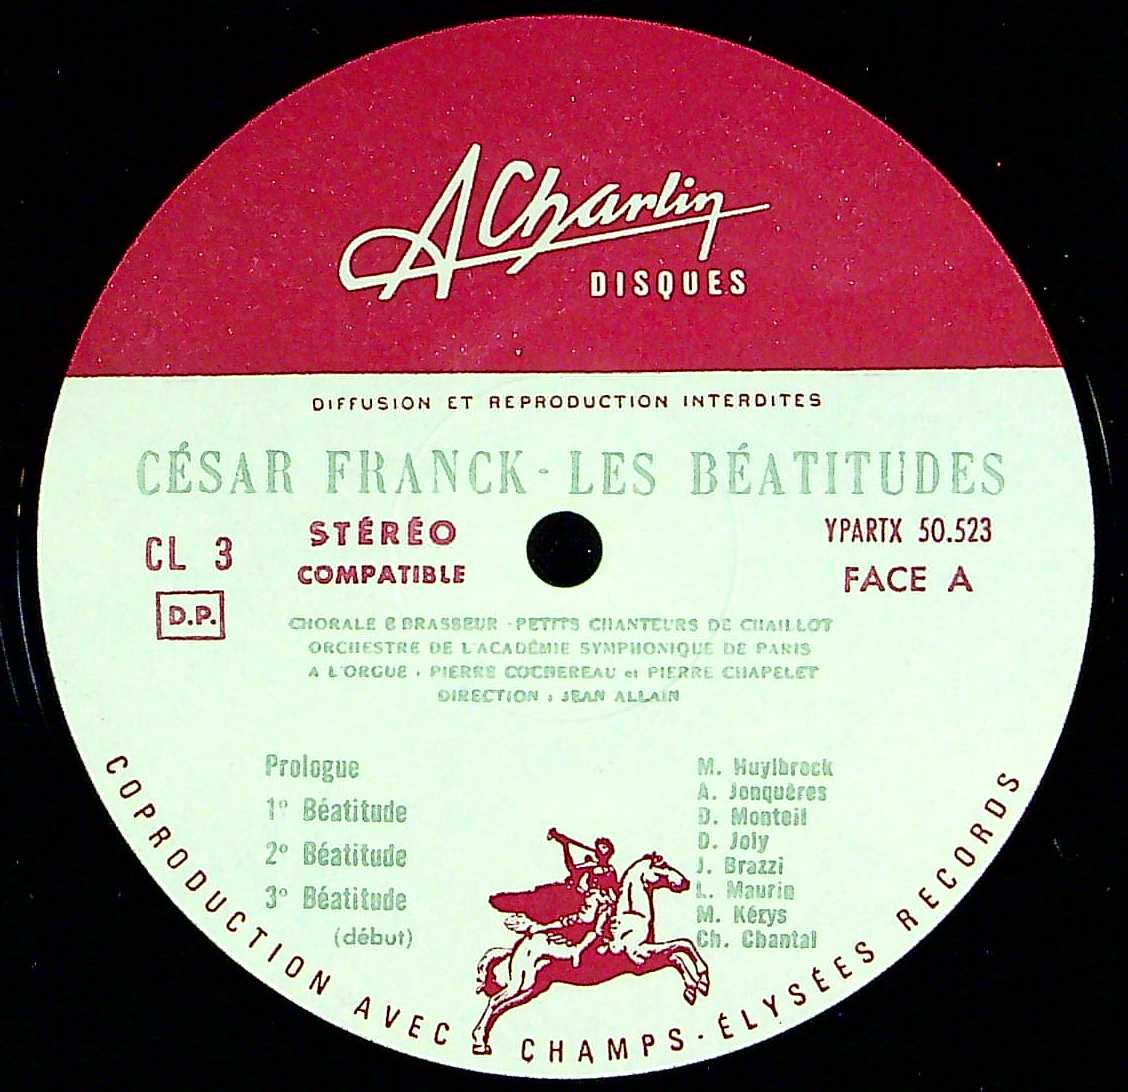 A Charlin
DISQUES
DIFFUSION ET REPRODUCTION INTERDITES
CÉSAR FRANCK - LES BÉATITUDES
CL 3
STÉRÉO
COMPATIBLE
YPARTX 50.523
FACE A
D.P.
CHORALE E BRASSEUR - PETITS CHANTEURS DE CHAILLOT
ORCHESTRE DE L'ACADÉMIE SYMPHONIQUE DE PARIS
A L'ORGUE : PIERRE COCHEREAU et PIERRE CHAPELET
DIRECTION : JEAN ALLAIN
Prologue
1° Béatitude
2° Béatitude
3° Béatitude
(début)
M. Huylbrock
A. Jonquères
D. Monteil
D. Joly
J. Brazzi
L. Maurin
M. Kérys
Ch. Chantal
COPRODUCTION AVEC CHAMPS-ÉLYSÉES RECORDS